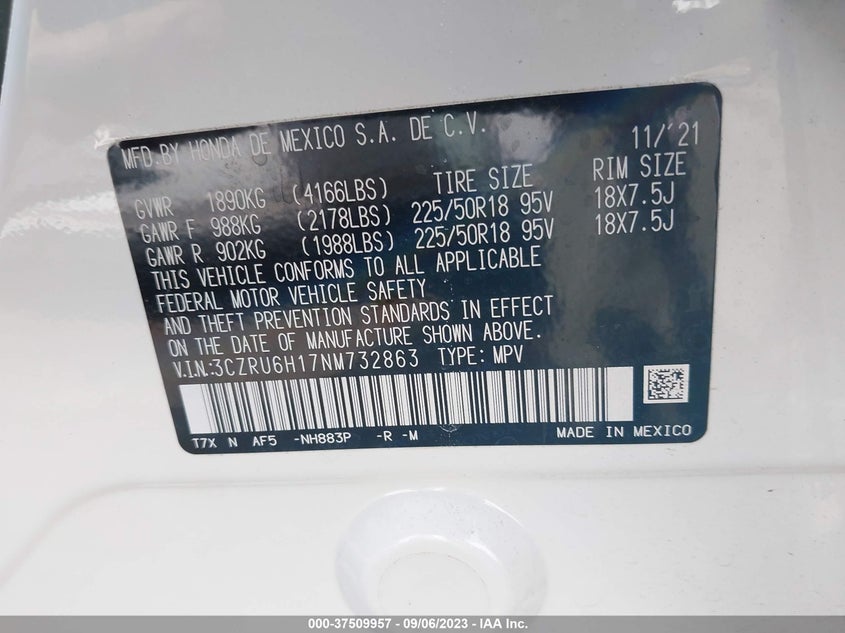 MFD.BY HONDA DE MEXICO S.A. DE C.V. 11/'21
GVWR 1890KG (4166LBS) TIRE SIZE RIM SIZE
GAWR F 988KG (2178LBS) 225/50R18 95V 18X7.5J
GAWR R 902KG (1988LBS) 225/50R18 95V 18X7.5J
THIS VEHICLE CONFORMS TO ALL APPLICABLE
FEDERAL MOTOR VEHICLE SAFETY
AND THEFT PREVENTION STANDARDS IN EFFECT
ON THE DATE OF MANUFACTURE SHOWN ABOVE.
V.I.N:3CZRU6H17NM732863 TYPE: MPV
T7X N AF5 -NH883P -R -M MADE IN MEXICO
000-37509957 - 09/06/2023 - IAA Inc.